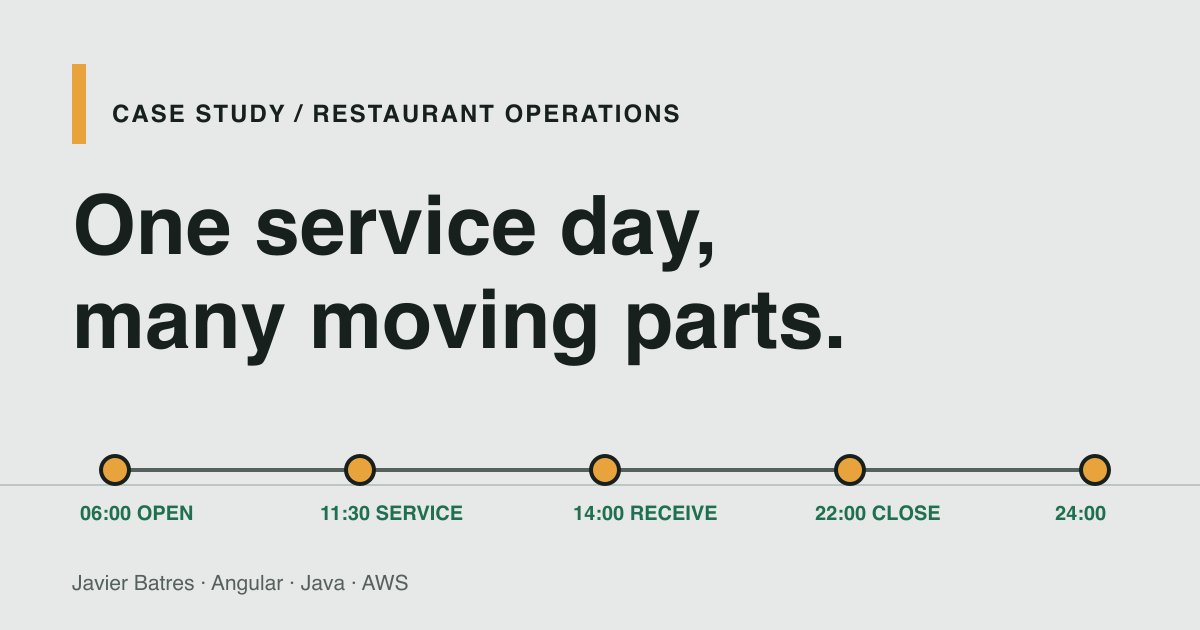 CASE STUDY / RESTAURANT OPERATIONS
One service day,
many moving parts.
06:00 OPEN
11:30 SERVICE
14:00 RECEIVE
22:00 CLOSE
24:00
Javier Batres · Angular · Java · AWS